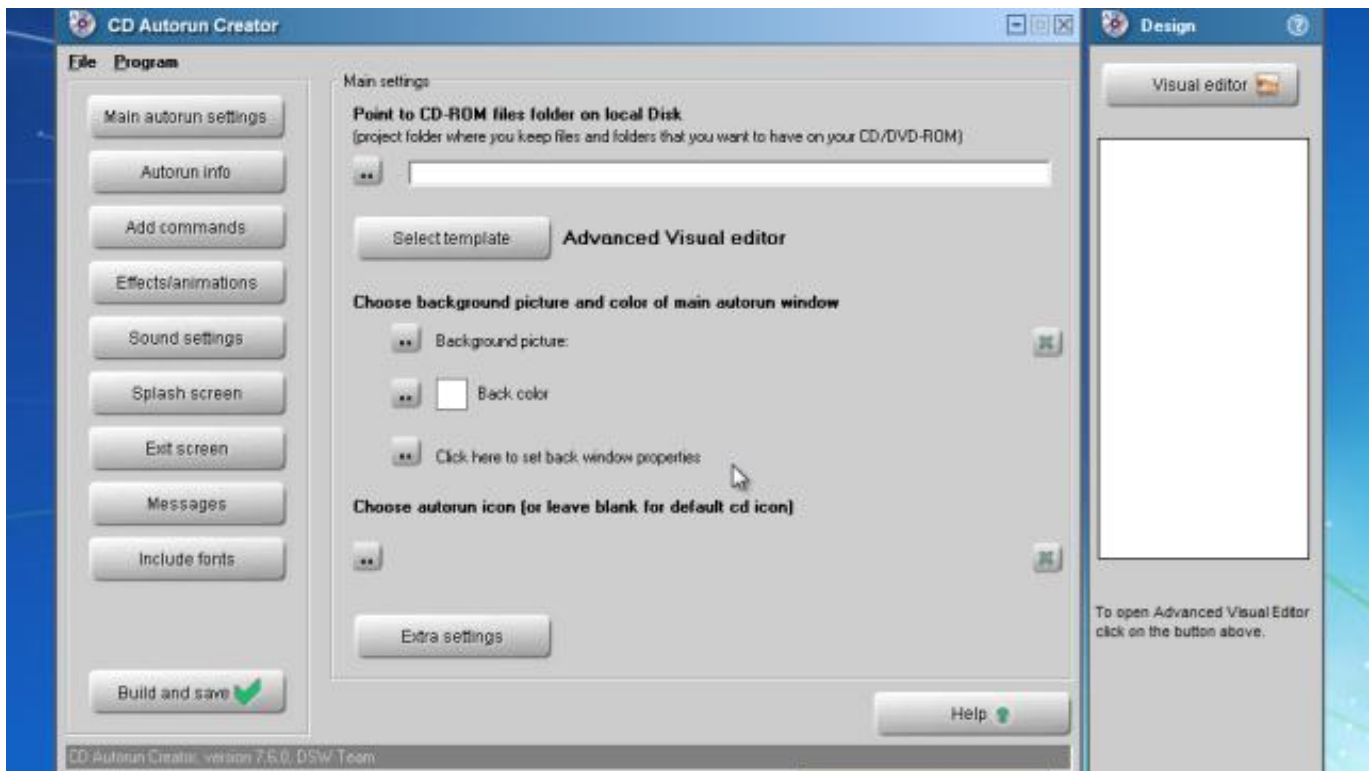 CD Autorun Creator
File Program
Main autorun settings
Autorun info
Add commands
Effects/animations
Sound settings
Splash screen
Exit screen
Messages
Include fonts
Build and save
Main settings
Point to CD-ROM files folder on local Disk
(project folder where you keep files and folders that you want to have on your CD/DVD-ROM)
..
Select template Advanced Visual editor
Choose background picture and color of main autorun window
.. Background picture:
.. Back color
.. Click here to set back window properties
Choose autorun icon (or leave blank for default cd icon)
..
Extra settings
Help
CD Autorun Creator, version 7.6.0, DSW Team
Design ?
Visual editor
To open Advanced Visual Editor
click on the button above.